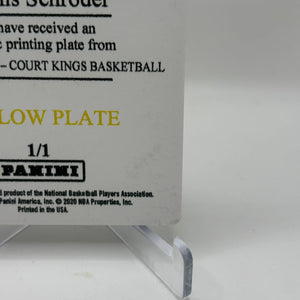 Schroder
have received an
printing plate from
– COURT KINGS BASKETBALL
LOW PLATE
1/1
PANINI
product of the National Basketball Players Association.
Panini America, Inc. © 2020 NBA Properties, Inc.
Printed in the USA.